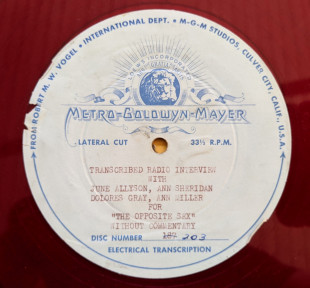 FROM ROBERT M. W. VOGEL • INTERNATIONAL DEPT. • M-G-M STUDIOS, CULVER CITY, CALIF., U.S.A.
METRO-GOLDWYN-MAYER
LATERAL CUT 33⅓ R.P.M.
TRANSCRIBED RADIO INTERVIEW
WITH
JUNE ALLYSON, ANN SHERIDAN
DOLORES GRAY, ANN MILLER
FOR
"THE OPPOSITE SEX"
WITHOUT COMMENTARY
DISC NUMBER 203
ELECTRICAL TRANSCRIPTION